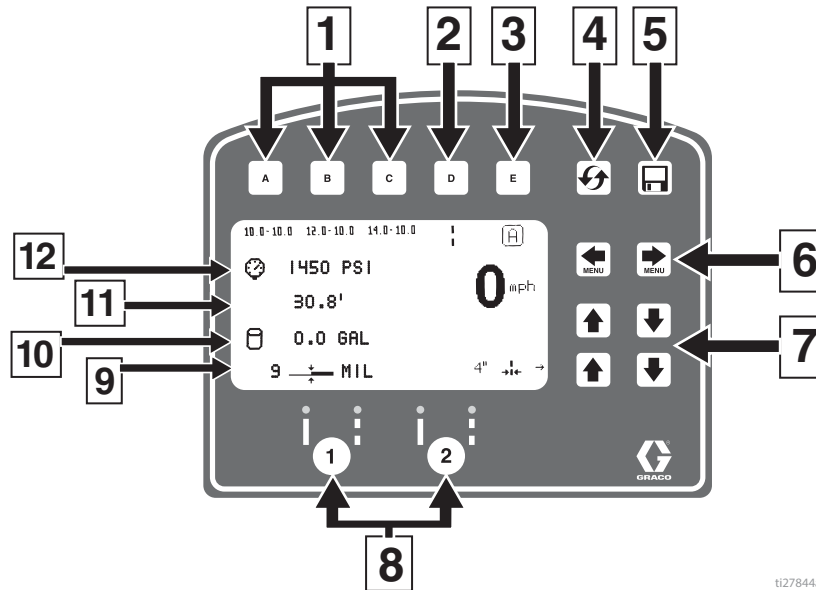 1 2 3 4 5
A B C D E
10.0-10.0 12.0-10.0 14.0-10.0 A
12 1450 PSI 0 mph
MENU MENU 6
11 30.8'
10 0.0 GAL 7
9 9 MIL 4"
1 2
GRACO
8
ti27844a